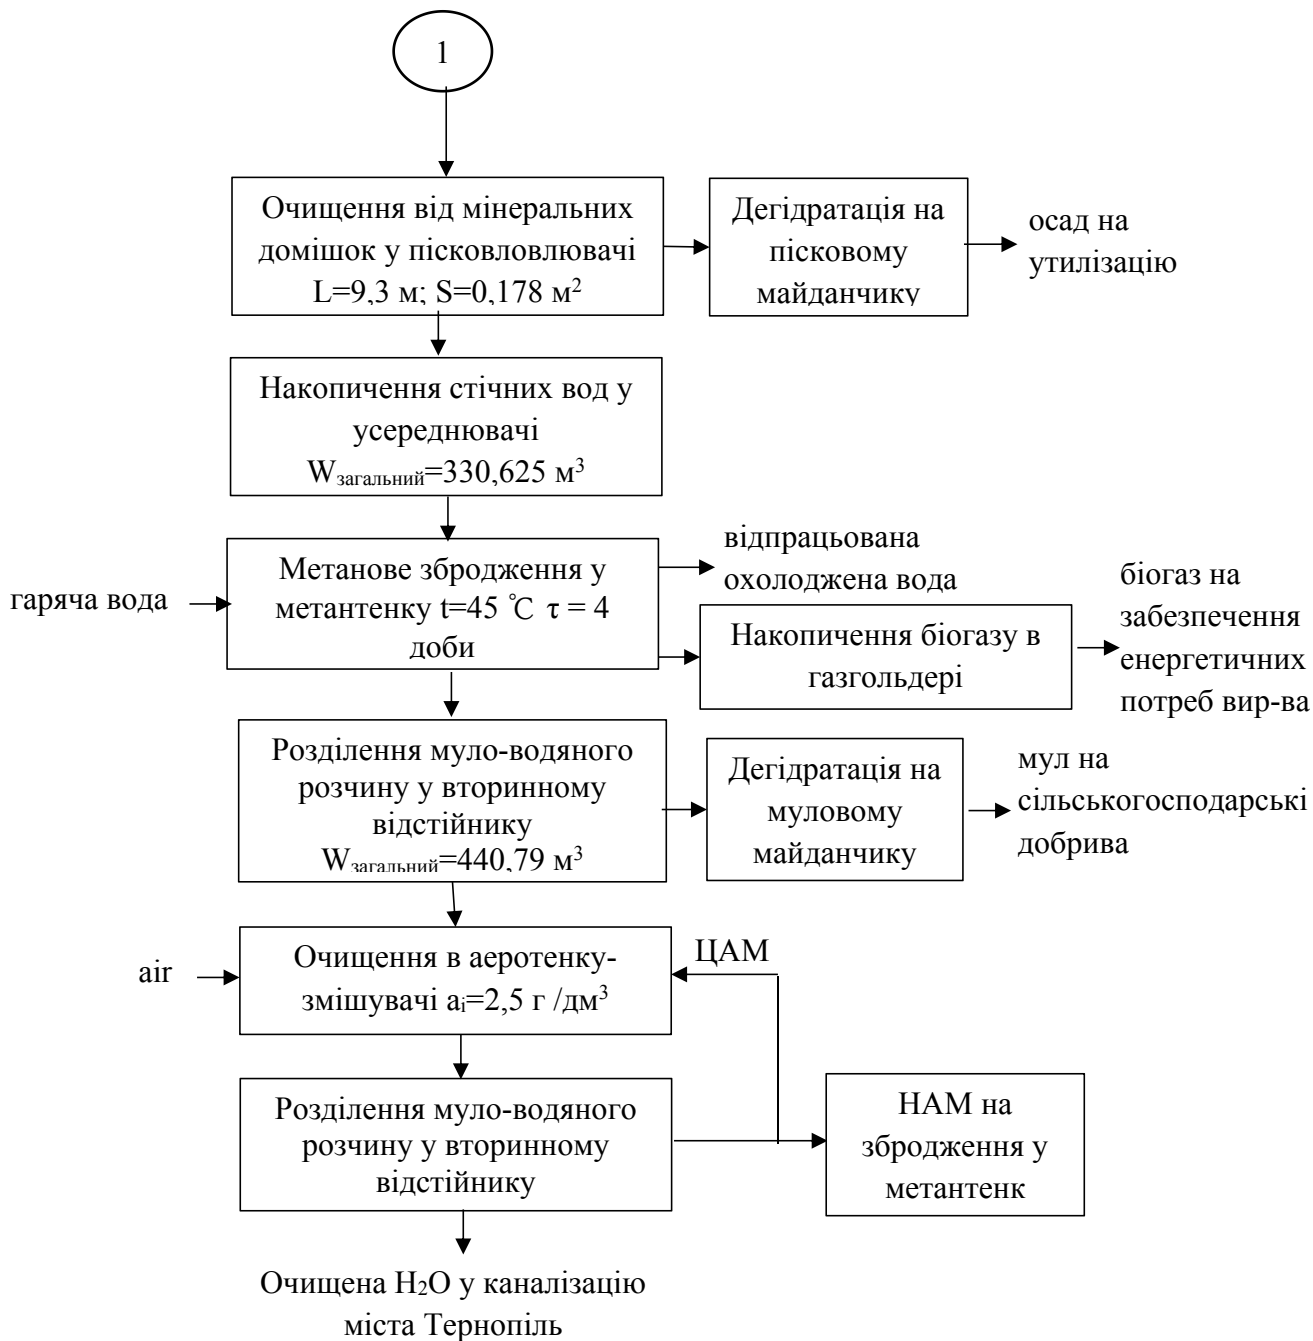 1
Очищення від мінеральних
домішок у пісковловлювачі
L=9,3 м; S=0,178 м²
Дегідратація на
пісковому
майданчику
осад на
утилізацію
Накопичення стічних вод у
усереднювачі
Wзагальний=330,625 м³
гаряча вода
Метанове збродження у
метантенку t=45 ℃ τ = 4
доби
відпрацьована
охолоджена вода
Накопичення біогазу в
газгольдері
біогаз на
забезпечення
енергетичних
потреб вир-ва
Розділення муло-водяного
розчину у вторинному
відстійнику
Wзагальний=440,79 м³
Дегідратація на
муловому
майданчику
мул на
сільськогосподарські
добрива
air
Очищення в аеротенку-
змішувачі ai=2,5 г /дм³
ЦАМ
Розділення муло-водяного
розчину у вторинному
відстійнику
НАМ на
збродження у
метантенк
Очищена H₂O у каналізацію
міста Тернопіль